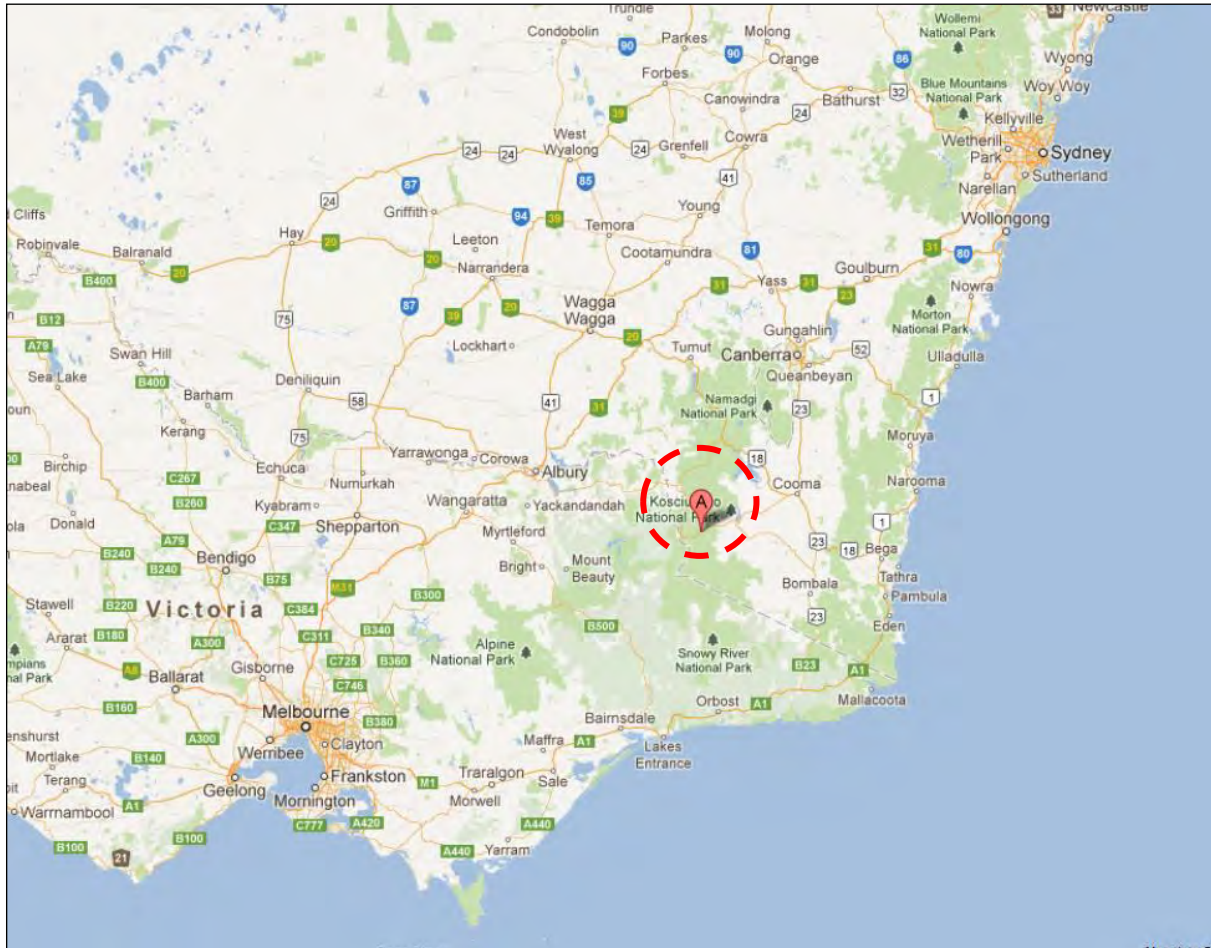 Trundle
33
Newcastle
Condobolin
90
Parkes
Molong
90
Orange
Wollemi
National Park
86
Wyong
Forbes
Blue Mountains
National Park
Woy Woy
39
Canowindra
24
Bathurst
32
Kellyville
West
Wyalong
24
24
24
Grenfell
Cowra
Wetherill
Park
Sydney
Sutherland
87
85
41
Narellan
24
Griffith
94
39
Young
Wollongong
Cliffs
Temora
Robinvale
Balranald
Hay
20
Leeton
Cootamundra
81
31
80
B400
20
20
Narrandera
Goulburn
31
Yass
31
23
Nowra
87
39
20
Wagga
Wagga
Morton
National Park
B12
75
20
Gungahlin
A79
Lockhart
Tumut
Canberra
52
Ulladulla
Swan Hill
Queanbeyan
Sea Lake
B400
Deniliquin
Barham
58
41
31
Namadgi
National Park
23
1
Kerang
75
Moruya
Yarrawonga
Corowa
18
Birchip
Echuca
Albury
C267
Numurkah
Cooma
Narooma
B260
Kyabram
Wangaratta
Yackandandah
A
National Park
Donald
C347
Shepparton
Myrtleford
1
A79
23
18
Bega
B240
Bendigo
Bright
Mount
Beauty
B240
B75
M31
Tathra
Bombala
Pambula
Stawell
B220
Victoria
C384
B300
23
Ararat
B180
A300
C311
B340
B500
Eden
C725
B360
Alpine
National Park
Snowy River
National Park
A8
Gisborne
B23
A1
Ballarat
C746
Mallacoota
B160
Orbost
A1
Melbourne
B380
Bairnsdale
A300
Clayton
Maffra
A1
Lakes
Entrance
Mortlake
B140
Werribee
Frankston
Traralgon
Sale
Terang
M1
Geelong
Mornington
Morwell
A1
Warrnambool
C777
A420
A440
B100
21
B100
A440
Yarram